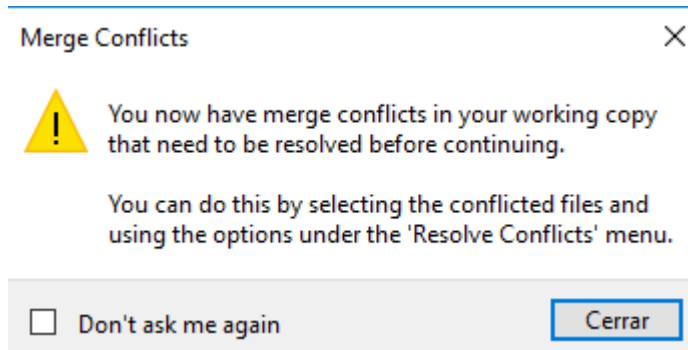 Merge Conflicts
You now have merge conflicts in your working copy
that need to be resolved before continuing.
You can do this by selecting the conflicted files and
using the options under the 'Resolve Conflicts' menu.
Don't ask me again
Cerrar